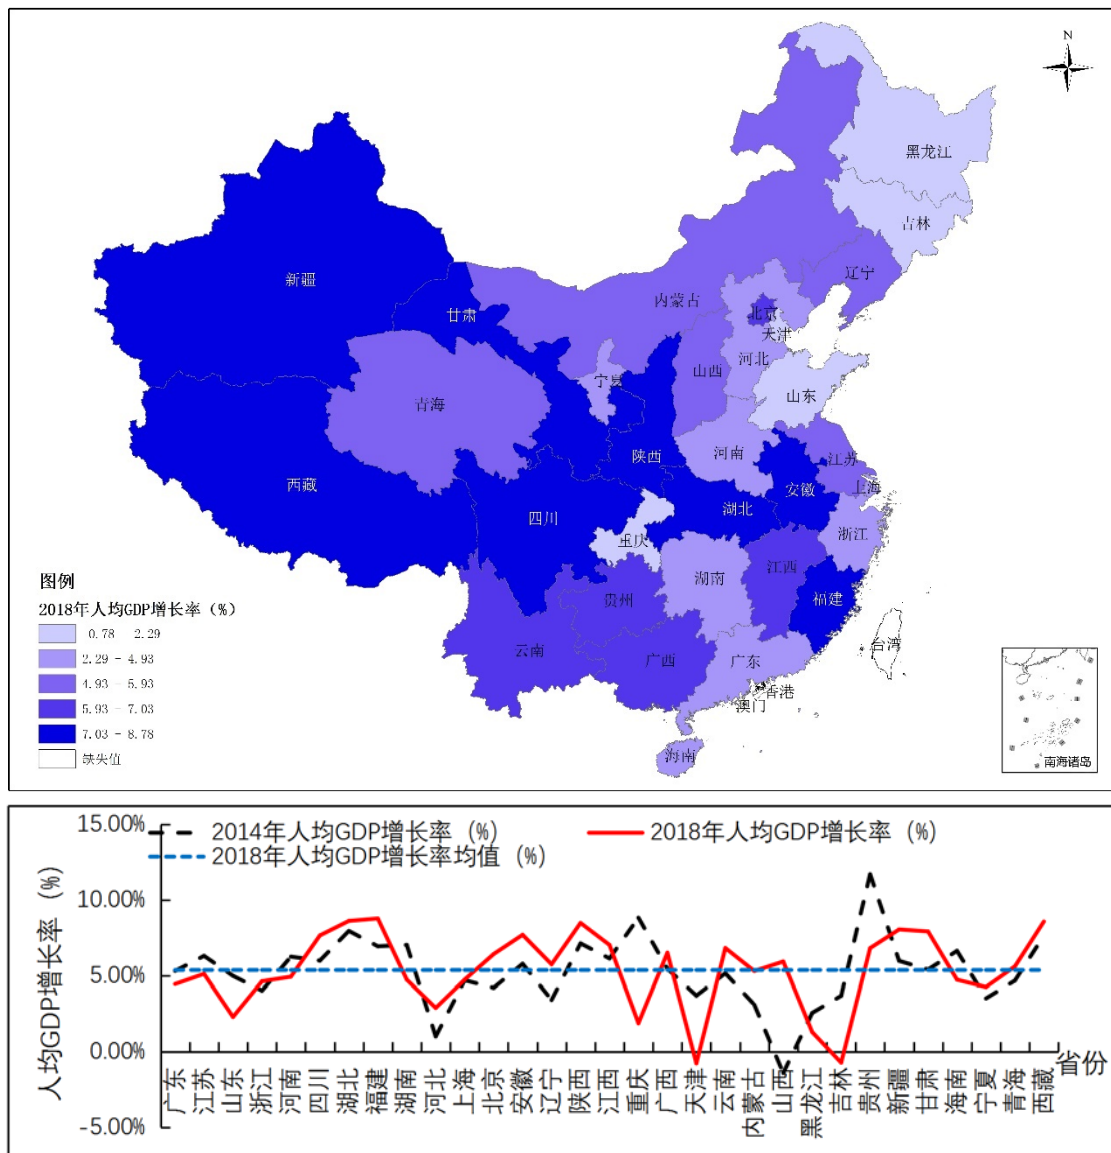 N
黑龙江
吉林
辽宁
新疆
内蒙古
北京
甘肃
天津
河北
山西
宁夏
山东
青海
河南
陕西
江苏
西藏
安徽
上海
湖北
四川
浙江
重庆
江西
湖南
图例
贵州
福建
2018年人均GDP增长率（%）
-0.78 - 2.29
台湾
云南
广西
广东
2.29 - 4.93
4.93 - 5.93
香港
澳门
5.93 - 7.03
7.03 - 8.78
海南
缺失值
南海诸岛
15.00%
2014年人均GDP增长率（%）
2018年人均GDP增长率（%）
2018年人均GDP增长率均值（%）
10.00%
5.00%
0.00%
-5.00%
人均GDP增长率（%）
省份
广东
江苏
山东
浙江
河南
四川
湖北
福建
湖南
河北
上海
北京
安徽
辽宁
陕西
江西
重庆
广西
天津
云南
内蒙古
山西
黑龙江
吉林
贵州
新疆
甘肃
海南
宁夏
青海
西藏